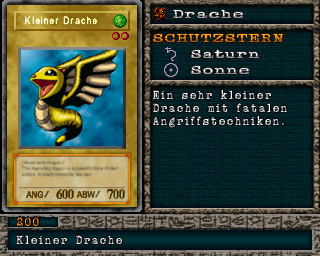 Kleiner Drache
ANG/ 600 ABW/ 700
Drache
SCHUTZSTERN
Saturn
Sonne
Ein sehr kleiner
Drache mit fatalen
Angriffstechniken.
200
Kleiner Drache